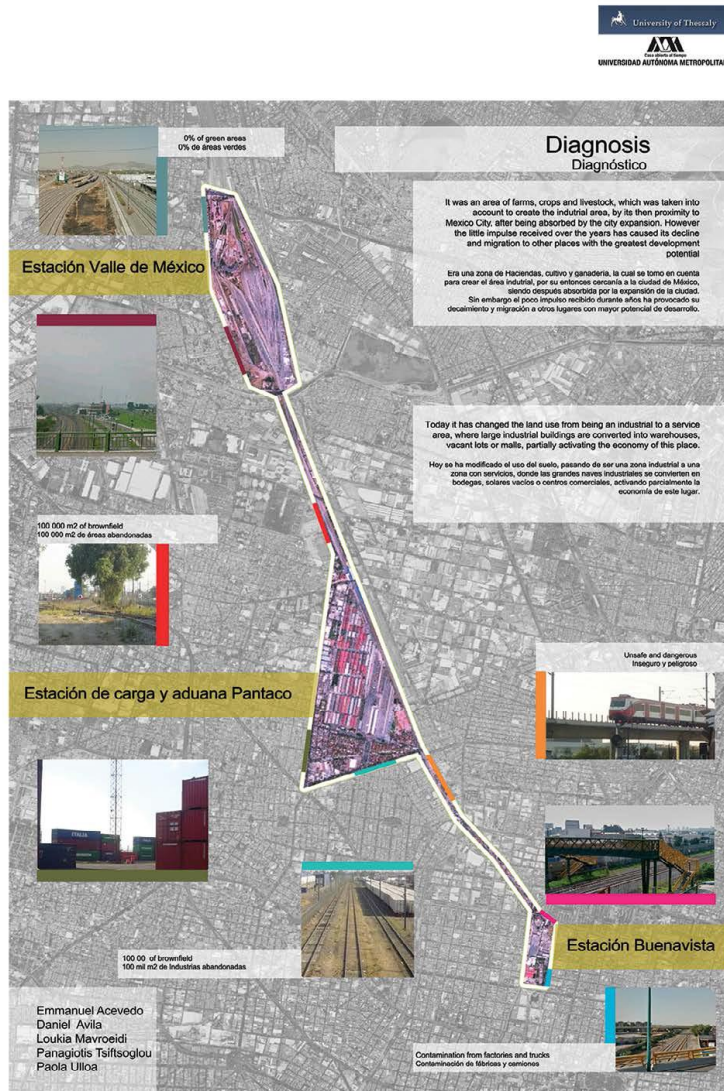 University of Thessaly
Casa abierta al tiempo
UNIVERSIDAD AUTÓNOMA METROPOLITA
0% of green areas
0% de áreas verdes
Diagnosis
Diagnóstico
It was an area of farms, crops and livestock, which was taken into
account to create the indutrial area, by its then proximity to
Mexico City, after being absorbed by the city expansion. However
the little impulse received over the years has caused its decline
and migration to other places with the greatest development
potential
Era una zona de Haciendas, cultivo y ganadería, la cual se tomo en cuenta
para crear el área indutrial, por su entonces cercanía a la ciudad de México,
siendo después absorbida por la expansión de la ciudad.
Sin embargo el poco impulso recibido durante años ha provocado su
decaimiento y migración a otros lugares con mayor potencial de desarrollo.
Estación Valle de México
Today it has changed the land use from being an industrial to a service
area, where large industrial buildings are converted into warehouses,
vacant lots or malls, partially activating the economy of this place.
Hoy se ha modificado el uso del suelo, pasando de ser una zona industrial a una
zona con servicios, donde las grandes naves industriales se convierten en
bodegas, solares vacíos o centros comerciales, activando parcialmente la
economía de este lugar.
100 000 m2 of brownfield
100 000 m2 de áreas abandonadas
Unsafe and dangerous
Inseguro y peligroso
Estación de carga y aduana Pantaco
ITALIA
Estación Buenavista
100 00 of brownfield
100 mil m2 de industrias abandonadas
Emmanuel Acevedo
Daniel Avila
Loukia Mavroeidi
Panagiotis Tsiftsoglou
Paola Ulloa
Contamination from factories and trucks
Contaminación de fábricas y camiones